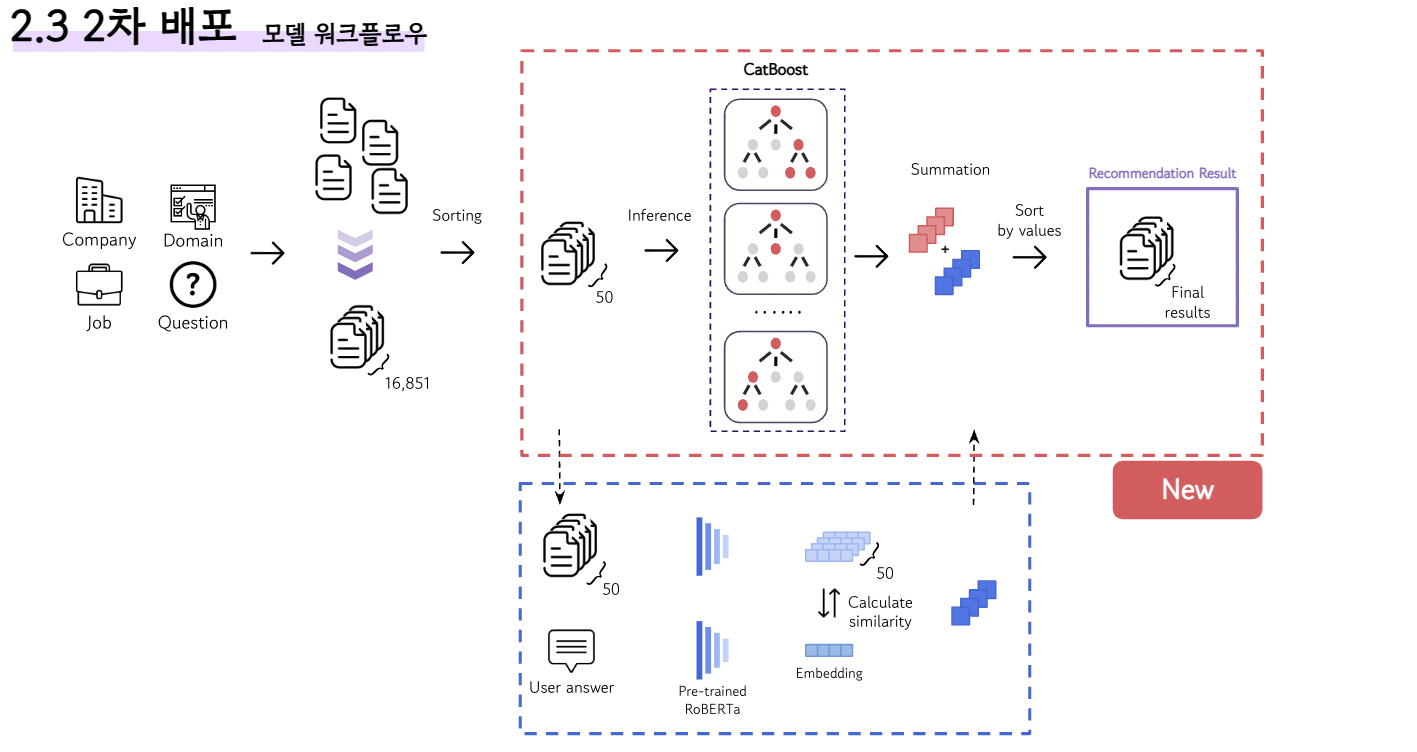 2.3 2차 배포 모델 워크플로우
Company
Domain
Job
Question
?
16,851
Sorting
50
Inference
CatBoost
......
Summation
+
Sort
by values
Recommendation Result
Final
results
New
50
User answer
Pre-trained
RoBERTa
50
Calculate
similarity
Embedding